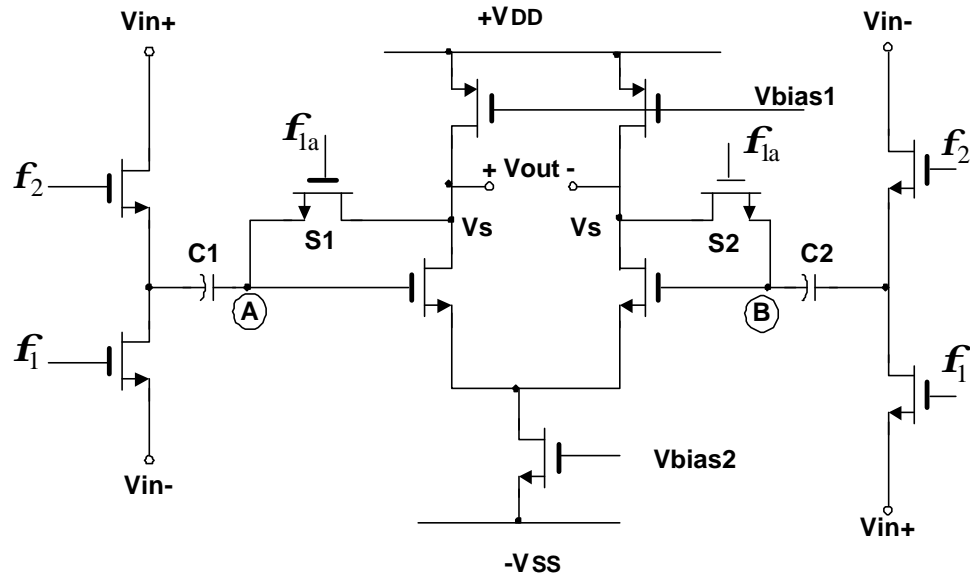 Vin+
+VDD
Vin-
Vbias1
f1a
f1a
f2
f2
+ Vout -
S1
Vs
Vs
S2
C1
C2
A
B
f1
f1
Vbias2
Vin-
Vin+
-VSS